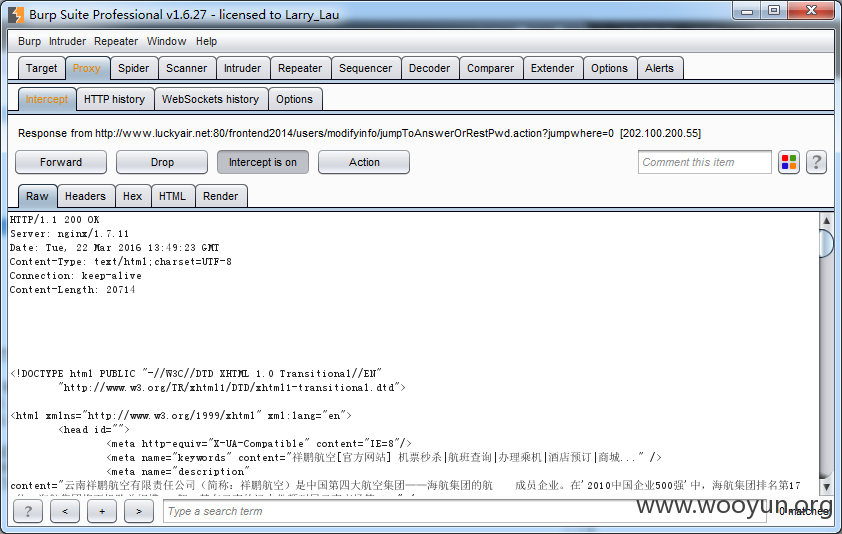 Burp Suite Professional v1.6.27 - licensed to Larry_Lau
Burp Intruder Repeater Window Help
Target Proxy Spider Scanner Intruder Repeater Sequencer Decoder Comparer Extender Options Alerts
Intercept HTTP history WebSockets history Options
Response from http://www.luckyair.net:80/frontend2014/users/modifyinfo/jumpToAnswerOrRestPwd.action?jumpwhere=0 [202.100.200.55]
Forward Drop Intercept is on Action Comment this item ?
Raw Headers Hex HTML Render
HTTP/1.1 200 OK
Server: nginx/1.7.11
Date: Tue, 22 Mar 2016 13:49:23 GMT
Content-Type: text/html;charset=UTF-8
Connection: keep-alive
Content-Length: 20714
<!DOCTYPE html PUBLIC "-//W3C//DTD XHTML 1.0 Transitional//EN"
"http://www.w3.org/TR/xhtml1/DTD/xhtml1-transitional.dtd">
<html xmlns="http://www.w3.org/1999/xhtml" xml:lang="en">
<head id="">
<meta http-equiv="X-UA-Compatible" content="IE=8"/>
<meta name="keywords" content="祥鹏航空[官方网站] 机票秒杀|航班查询|办理乘机|酒店预订|商城..." />
<meta name="description"
content="云南祥鹏航空有限责任公司（简称：祥鹏航空）是中国第四大航空集团——海航集团的航 成员企业。在'2010中国企业500强'中，海航集团排名第17
? < + > Type a search term 0 matches
www.wooyun.org